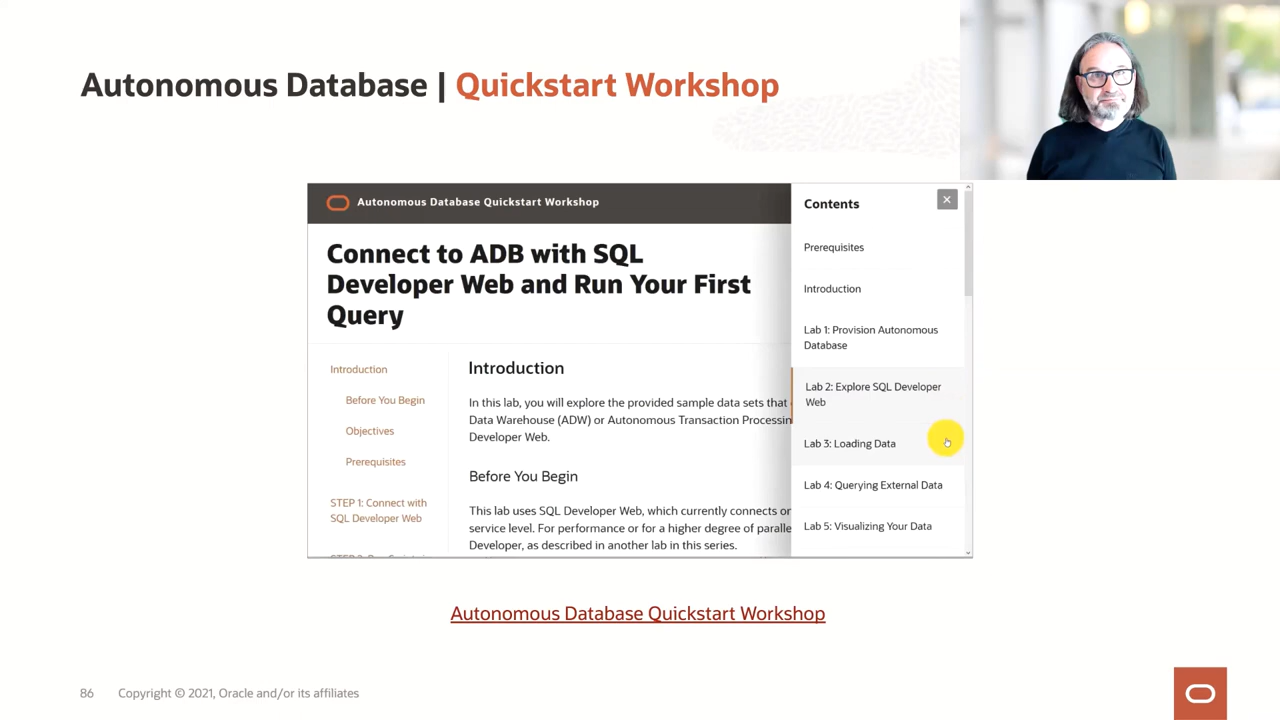 Autonomous Database | Quickstart Workshop
Autonomous Database Quickstart Workshop
Connect to ADB with SQL
Developer Web and Run Your First
Query
Introduction
Before You Begin
Objectives
Prerequisites
STEP 1: Connect with
SQL Developer Web
Introduction
In this lab, you will explore the provided sample data sets that
Data Warehouse (ADW) or Autonomous Transaction Processin
Developer Web.
Before You Begin
This lab uses SQL Developer Web, which currently connects on
service level. For performance or for a higher degree of paralle
Developer, as described in another lab in this series.
Contents
Prerequisites
Introduction
Lab 1: Provision Autonomous
Database
Lab 2: Explore SQL Developer
Web
Lab 3: Loading Data
Lab 4: Querying External Data
Lab 5: Visualizing Your Data
Autonomous Database Quickstart Workshop
86 Copyright © 2021, Oracle and/or its affiliates